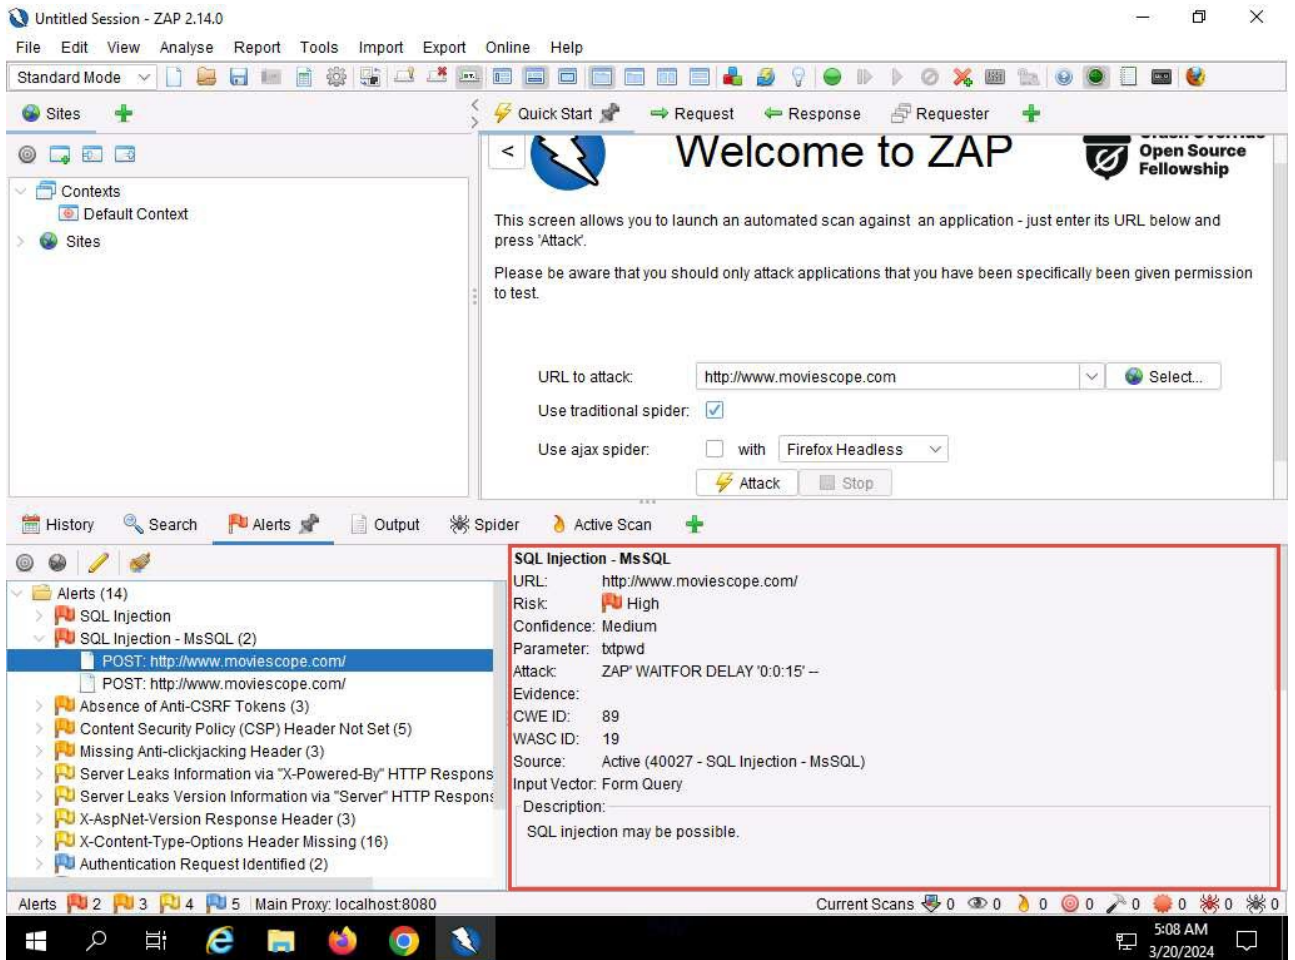 Untitled Session - ZAP 2.14.0
File Edit View Analyse Report Tools Import Export Online Help
Standard Mode
Sites
Quick Start
Request
Response
Requester
Contexts
Default Context
Sites
<
Welcome to ZAP
Crash Override
Open Source
Fellowship
This screen allows you to launch an automated scan against an application - just enter its URL below and
press 'Attack'.
Please be aware that you should only attack applications that you have been specifically been given permission
to test.
URL to attack: http://www.moviescope.com Select...
Use traditional spider:
Use ajax spider: with Firefox Headless
Attack Stop
History Search Alerts Output Spider Active Scan
Alerts (14)
SQL Injection
SQL Injection - MsSQL (2)
POST: http://www.moviescope.com/
POST: http://www.moviescope.com/
Absence of Anti-CSRF Tokens (3)
Content Security Policy (CSP) Header Not Set (5)
Missing Anti-clickjacking Header (3)
Server Leaks Information via "X-Powered-By" HTTP Respons
Server Leaks Version Information via "Server" HTTP Respons
X-AspNet-Version Response Header (3)
X-Content-Type-Options Header Missing (16)
Authentication Request Identified (2)
SQL Injection - MsSQL
URL: http://www.moviescope.com/
Risk: High
Confidence: Medium
Parameter: txtpwd
Attack: ZAP' WAITFOR DELAY '0:0:15' --
Evidence:
CWE ID: 89
WASC ID: 19
Source: Active (40027 - SQL Injection - MsSQL)
Input Vector: Form Query
Description:
SQL injection may be possible.
Alerts 2 3 4 5 Main Proxy: localhost:8080 Current Scans 0 0 0 0 0 0 0 0
5:08 AM
3/20/2024